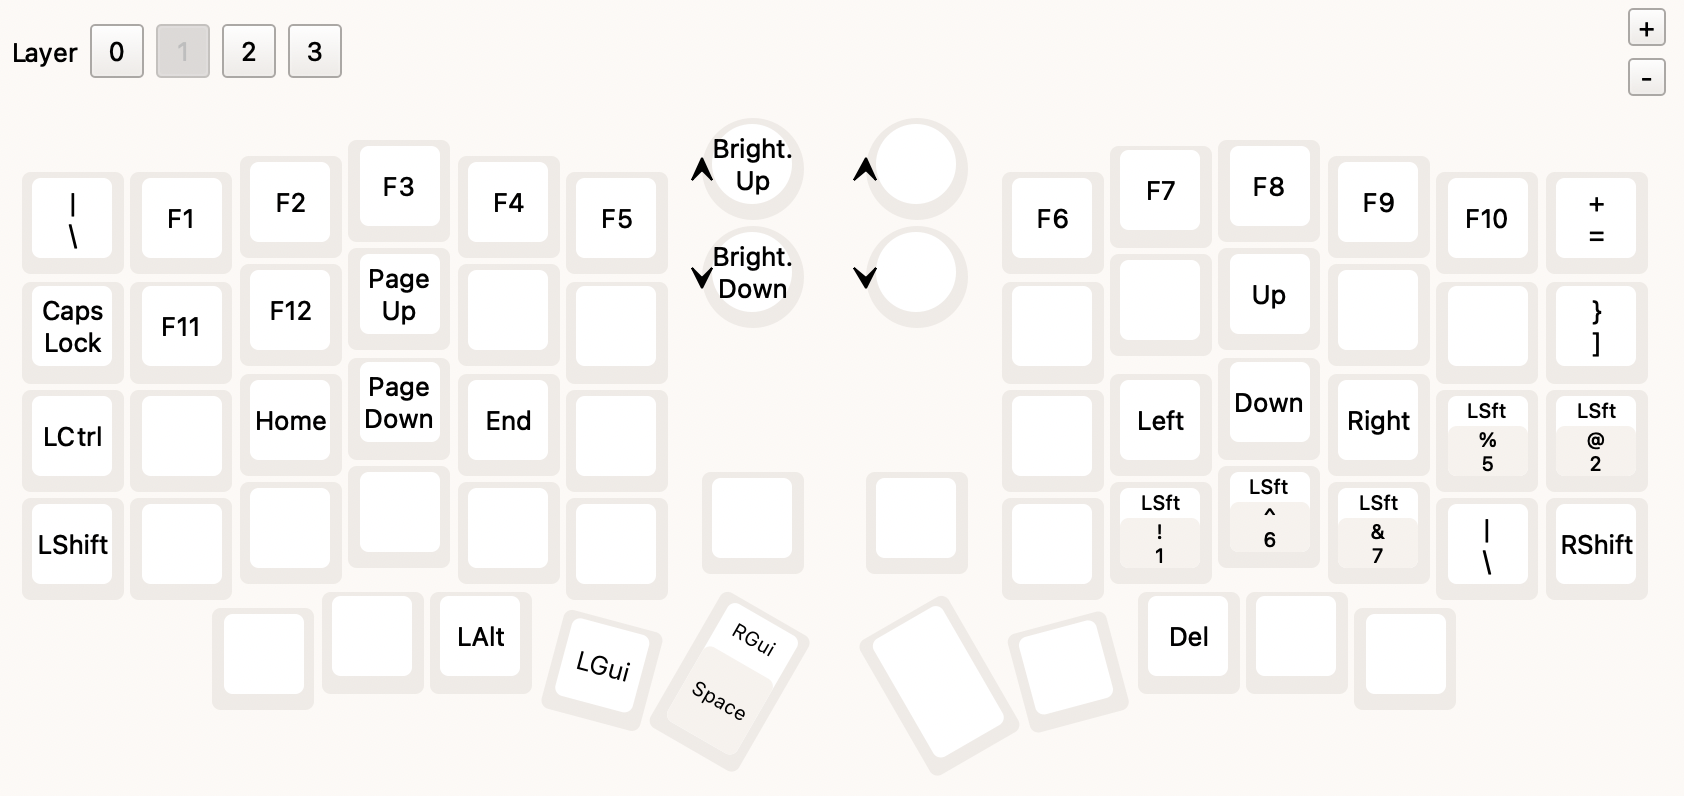 Layer 0 1 2 3
+
-
|
\
F1
F2
F3
F4
F5
Bright.
Up
F6
F7
F8
F9
F10
+
=
Caps
Lock
F11
F12
Page
Up
Bright.
Down
Up
}
]
LCtrl
Home
Page
Down
End
Left
Down
Right
LSft
%
5
LSft
@
2
LShift
LSft
!
1
LSft
^
6
LSft
&
7
|
\
RShift
LAlt
LGui
RGui
Space
Del